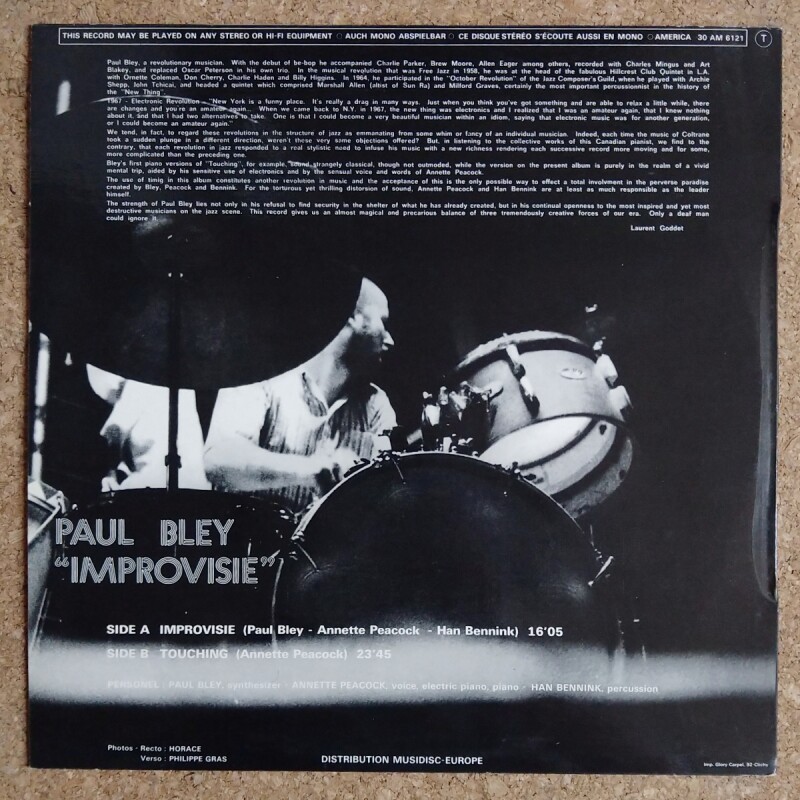 THIS RECORD MAY BE PLAYED ON ANY STEREO OR HI-FI EQUIPMENT ○ AUCH MONO ABSPIELBAR ○ CE DISQUE STÉRÉO S'ÉCOUTE AUSSI EN MONO ○ AMERICA 30 AM 6121 T
Paul Bley, a revolutionary musician. With the debut of be-bop he accompanied Charlie Parker, Brew Moore, Allen Eager among others, recorded with Charles Mingus and Art
Blakey, and replaced Oscar Peterson in his own trio. In the musical revolution that was Free Jazz in 1958, he was at the head of the fabulous Hillcrest Club Quintet in L.A.
with Ornette Coleman, Don Cherry, Charlie Haden and Billy Higgins. In 1964, he participated in the "October Revolution" of the Jazz Composer's Guild, when he played with Archie
Shepp, John Tchicai, and headed a quintet which comprised Marshall Allen (altist of Sun Ra) and Milford Graves, certainly the most important percussionist in the history of
the "New Thing".
1967 - Electronic Revolution - "New York is a funny place. It's really a drag in many ways. Just when you think you've got something and are able to relax a little while, there
are changes and you're an amateur again... When we came back to N.Y. in 1967, the new thing was electronics and I realized that I was an amateur again, that I knew nothing
about it, and that I had two alternatives to take. One is that I could become a very beautiful musician within an idiom, saying that electronic music was for another generation,
or I could become an amateur again."
We tend, in fact, to regard these revolutions in the structure of jazz as emmanating from some whim or fancy of an individual musician. Indeed, each time the music of Coltrane
took a sudden plunge in a different direction, weren't these very same objections offered? But, in listening to the collective works of this Canadian pianist, we find to the
contrary, that each revolution in jazz responded to a real stylistic need to infuse his music with a new richness rendering each successive record more moving and for some,
more complicated than the preceding one.
Bley's first piano versions of "Touching", for example, sound strangely classical, though not outmoded, while the version on the present album is purely in the realm of a vivid
mental trip, aided by his sensitive use of electronics and by the sensual voice and words of Annette Peacock.
The use of timig in this album constitutes another revolution in music and the acceptance of this is the only possible way to effect a total involvment in the perverse paradise
created by Bley, Peacock and Bennink. For the torturous yet thrilling distorsion of sound, Annette Peacock and Han Bennink are at least as much responsible as the leader
himself.
The strength of Paul Bley lies not only in his refusal to find security in the shelter of what he has already created, but in his continual openness to the most inspired and yet most
destructive musicians on the jazz scene. This record gives us an almost magical and precarious balance of three tremendously creative forces of our era. Only a deaf man
could ignore it.
Laurent Goddet
PAUL BLEY
"IMPROVISIE"
SIDE A IMPROVISIE (Paul Bley - Annette Peacock - Han Bennink) 16'05
SIDE B TOUCHING (Annette Peacock) 23'45
PERSONEL : PAUL BLEY, synthesizer - ANNETTE PEACOCK, voice, electric piano, piano - HAN BENNINK, percussion
Photos - Recto : HORACE
Verso : PHILIPPE GRAS
DISTRIBUTION MUSIDISC-EUROPE
Imp. Glory Carpel, 92-Clichy